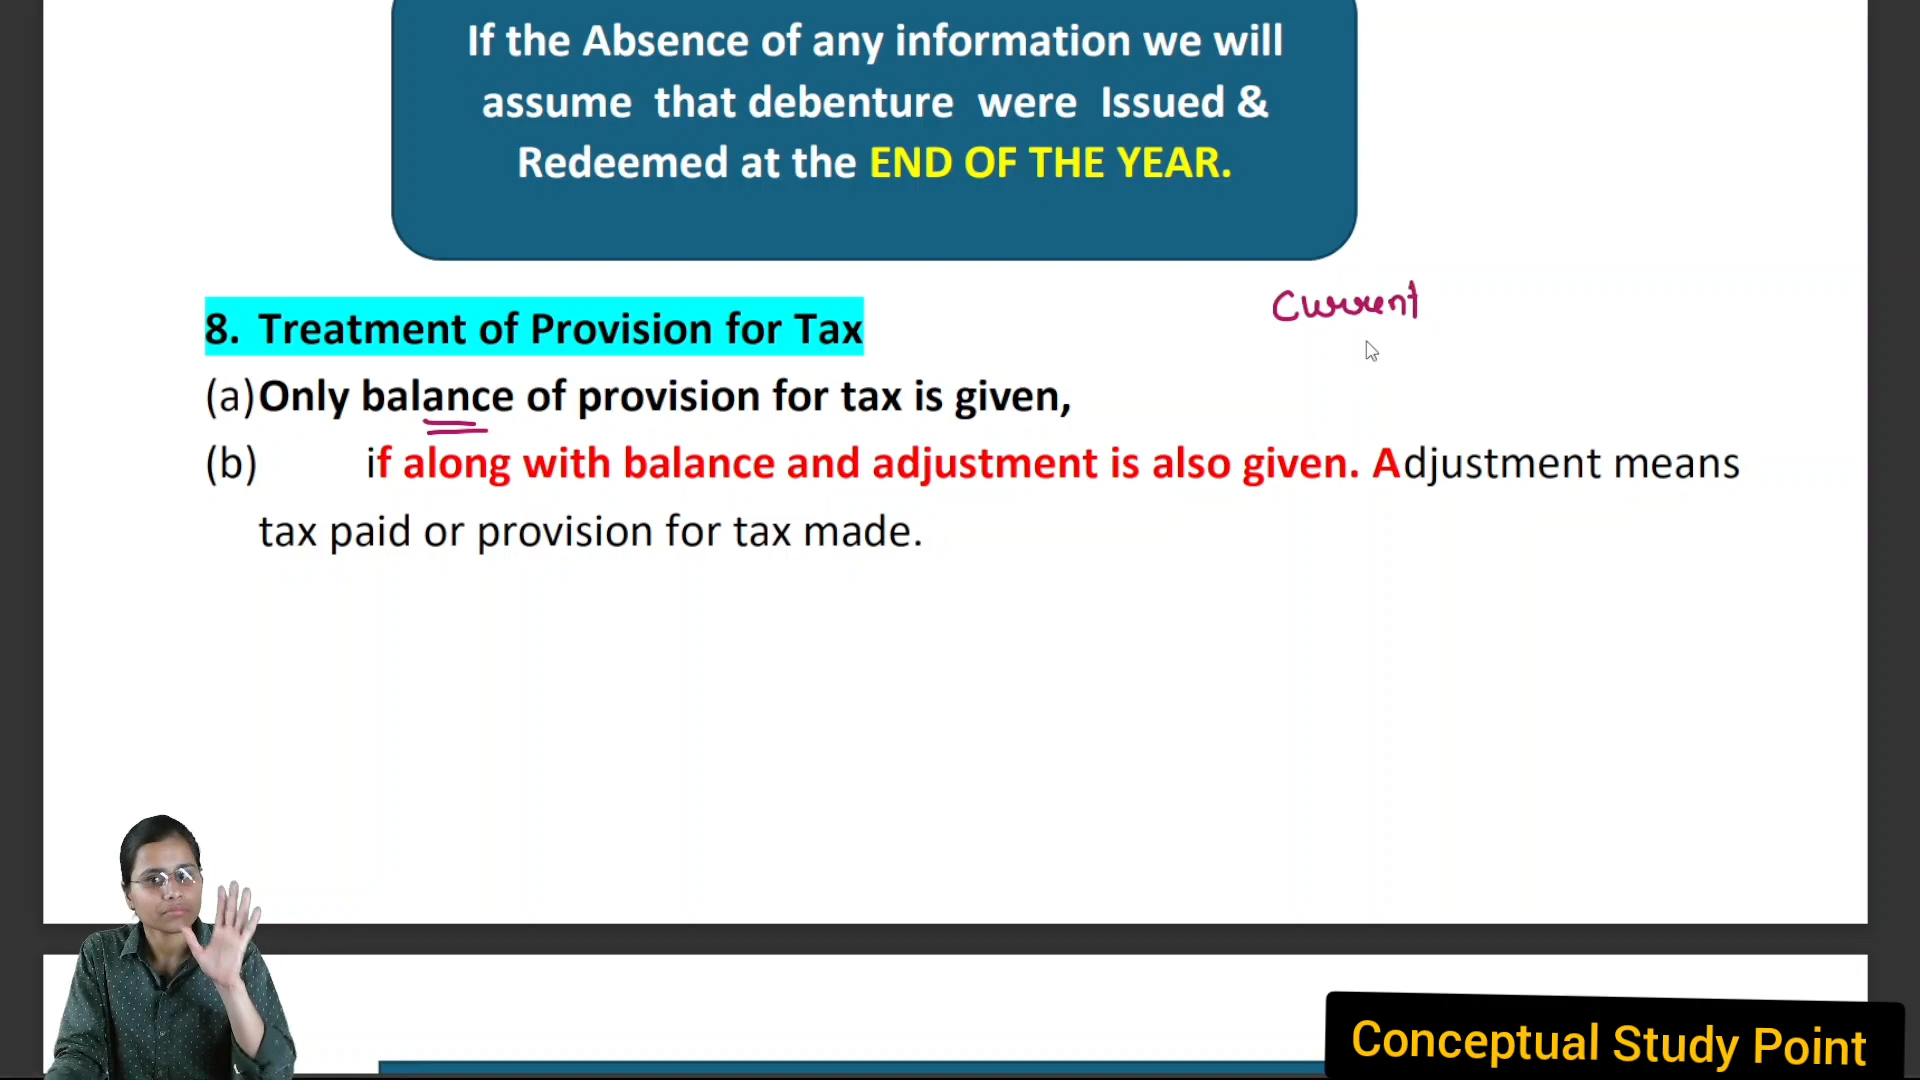 If the Absence of any information we will
assume that debenture were Issued &
Redeemed at the END OF THE YEAR.
Current
8. Treatment of Provision for Tax
(a) Only balance of provision for tax is given,
(b) if along with balance and adjustment is also given. Adjustment means
tax paid or provision for tax made.
Conceptual Study Point